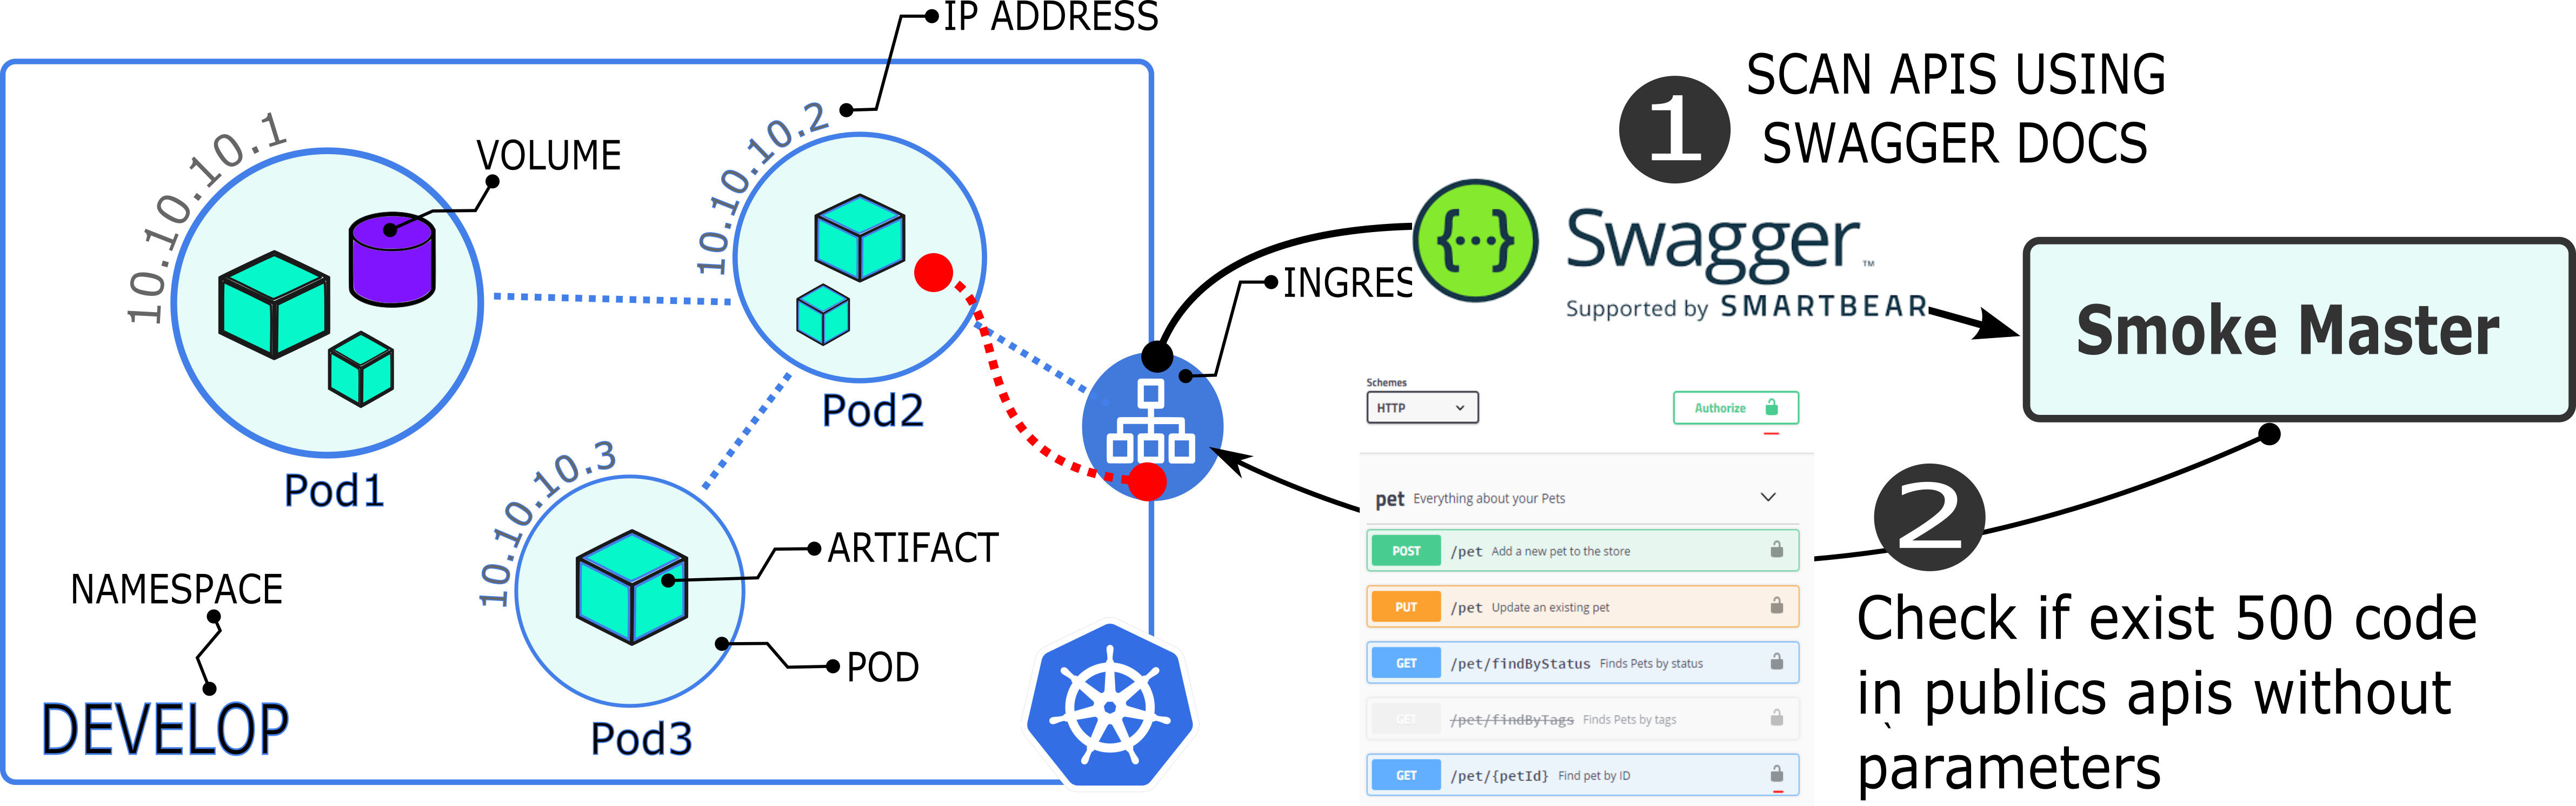 IP ADDRESS
10.10.10.1
VOLUME
10.10.10.2
Pod1
Pod2
10.10.10.3
ARTIFACT
POD
Pod3
NAMESPACE
DEVELOP
INGRES
1
SCAN APIS USING
SWAGGER DOCS
{···}
Swagger™
Supported by SMARTBEAR
Smoke Master
Schemes
HTTP
Authorize
pet Everything about your Pets
POST /pet Add a new pet to the store
PUT /pet Update an existing pet
GET /pet/findByStatus Finds Pets by status
GET /pet/findByTags Finds Pets by tags
GET /pet/{petId} Find pet by ID
2
Check if exist 500 code
in publics apis without
parameters